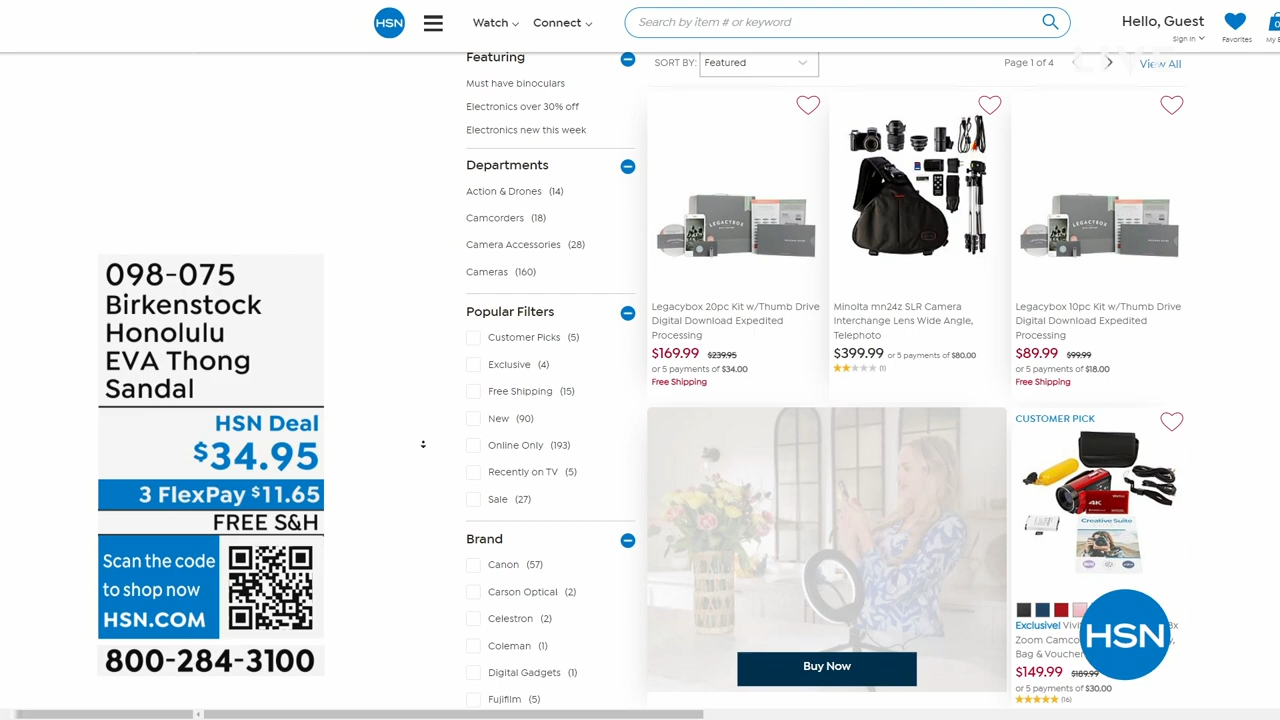 HSN
Watch
Connect
Search by item # or keyword
Hello, Guest
Sign In
Favorites
0
Featuring
Must have binoculars
Electronics over 30% off
Electronics new this week
SORT BY:
Featured
Page 1 of 4
View All
Departments
Action & Drones (14)
Camcorders (18)
Camera Accessories (28)
Cameras (160)
Popular Filters
Customer Picks (5)
Exclusive (4)
Free Shipping (15)
New (90)
Online Only (193)
Recently on TV (5)
Sale (27)
Brand
Canon (57)
Carson Optical (2)
Celestron (2)
Coleman (1)
Digital Gadgets (1)
Fujifilm (5)
LEGACYBOX
Legacybox 20pc Kit w/Thumb Drive
Digital Download Expedited
Processing
$169.99 $239.95
or 5 payments of $34.00
Free Shipping
Minolta mn24z SLR Camera
Interchange Lens Wide Angle,
Telephoto
$399.99 or 5 payments of $80.00
(1)
LEGACYBOX
Legacybox 10pc Kit w/Thumb Drive
Digital Download Expedited
Processing
$89.99 $99.99
or 5 payments of $18.00
Free Shipping
Buy Now
CUSTOMER PICK
4K
Creative Suite
Exclusive!
Zoom
Bag & Voucher
$149.99 $189.99
or 5 payments of $30.00
(16)
HSN
098-075
Birkenstock
Honolulu
EVA Thong
Sandal
HSN Deal
$34.95
3 FlexPay $11.65
FREE S&H
Scan the code
to shop now
HSN.COM
800-284-3100